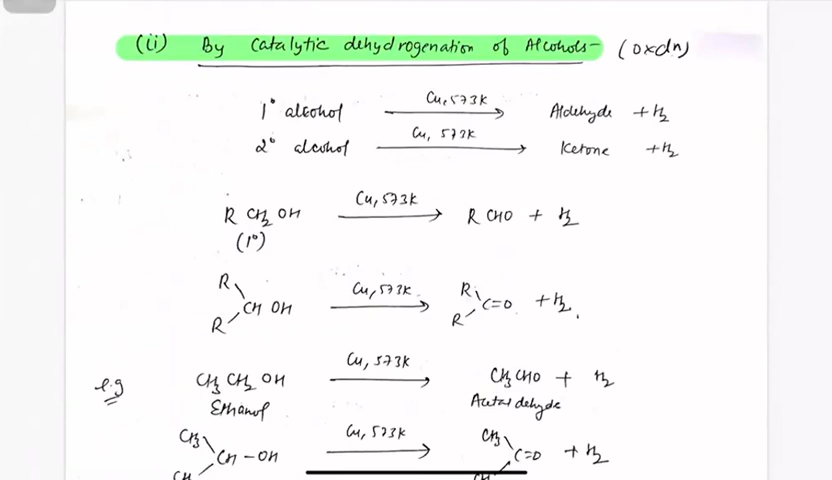 (ii) By Catalytic dehydrogenation of Alcohols- (oxdn)
1° alcohol Cu, 573K → Aldehyde + H2
2° alcohol Cu, 573K → Ketone + H2
R CH2 OH Cu, 573K → R CHO + H2
(1°)
R
CH OH Cu, 573K → R C=O + H2
R R
e.g CH3 CH2 OH Cu, 573K → CH3 CHO + H2
Ethanol Acetaldehyde
CH3 CH3
CH-OH Cu, 573K → C=O + H2